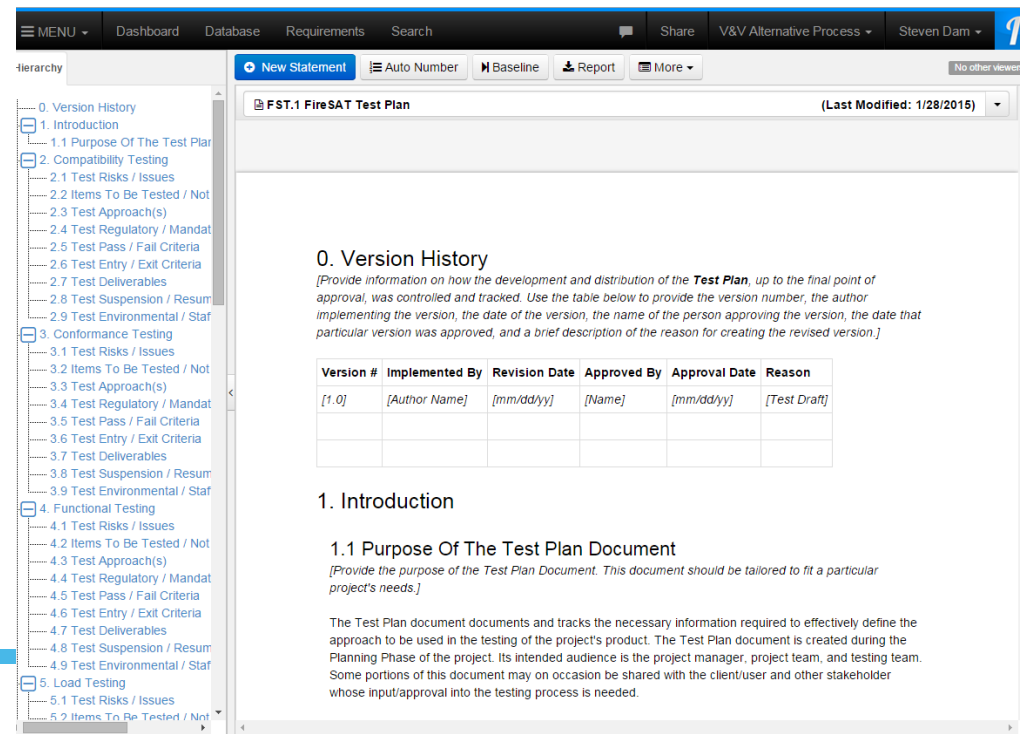 MENU Dashboard Database Requirements Search Share V&V Alternative Process Steven Dam
Hierarchy
New Statement Auto Number Baseline Report More No other viewer
0. Version History
1. Introduction
1.1 Purpose Of The Test Plan
2. Compatibility Testing
2.1 Test Risks / Issues
2.2 Items To Be Tested / Not
2.3 Test Approach(s)
2.4 Test Regulatory / Mandat
2.5 Test Pass / Fail Criteria
2.6 Test Entry / Exit Criteria
2.7 Test Deliverables
2.8 Test Suspension / Resum
2.9 Test Environmental / Staf
3. Conformance Testing
3.1 Test Risks / Issues
3.2 Items To Be Tested / Not
3.3 Test Approach(s)
3.4 Test Regulatory / Mandat
3.5 Test Pass / Fail Criteria
3.6 Test Entry / Exit Criteria
3.7 Test Deliverables
3.8 Test Suspension / Resum
3.9 Test Environmental / Staf
4. Functional Testing
4.1 Test Risks / Issues
4.2 Items To Be Tested / Not
4.3 Test Approach(s)
4.4 Test Regulatory / Mandat
4.5 Test Pass / Fail Criteria
4.6 Test Entry / Exit Criteria
4.7 Test Deliverables
4.8 Test Suspension / Resum
4.9 Test Environmental / Staf
5. Load Testing
5.1 Test Risks / Issues
5.2 Items To Be Tested / Not
FST.1 FireSAT Test Plan (Last Modified: 1/28/2015)
0. Version History
[Provide information on how the development and distribution of the Test Plan, up to the final point of
approval, was controlled and tracked. Use the table below to provide the version number, the author
implementing the version, the date of the version, the name of the person approving the version, the date that
particular version was approved, and a brief description of the reason for creating the revised version.]
Version # Implemented By Revision Date Approved By Approval Date Reason
[1.0] [Author Name] [mm/dd/yy] [Name] [mm/dd/yy] [Test Draft]
1. Introduction
1.1 Purpose Of The Test Plan Document
[Provide the purpose of the Test Plan Document. This document should be tailored to fit a particular
project's needs.]
The Test Plan document documents and tracks the necessary information required to effectively define the
approach to be used in the testing of the project's product. The Test Plan document is created during the
Planning Phase of the project. Its intended audience is the project manager, project team, and testing team.
Some portions of this document may on occasion be shared with the client/user and other stakeholder
whose input/approval into the testing process is needed.